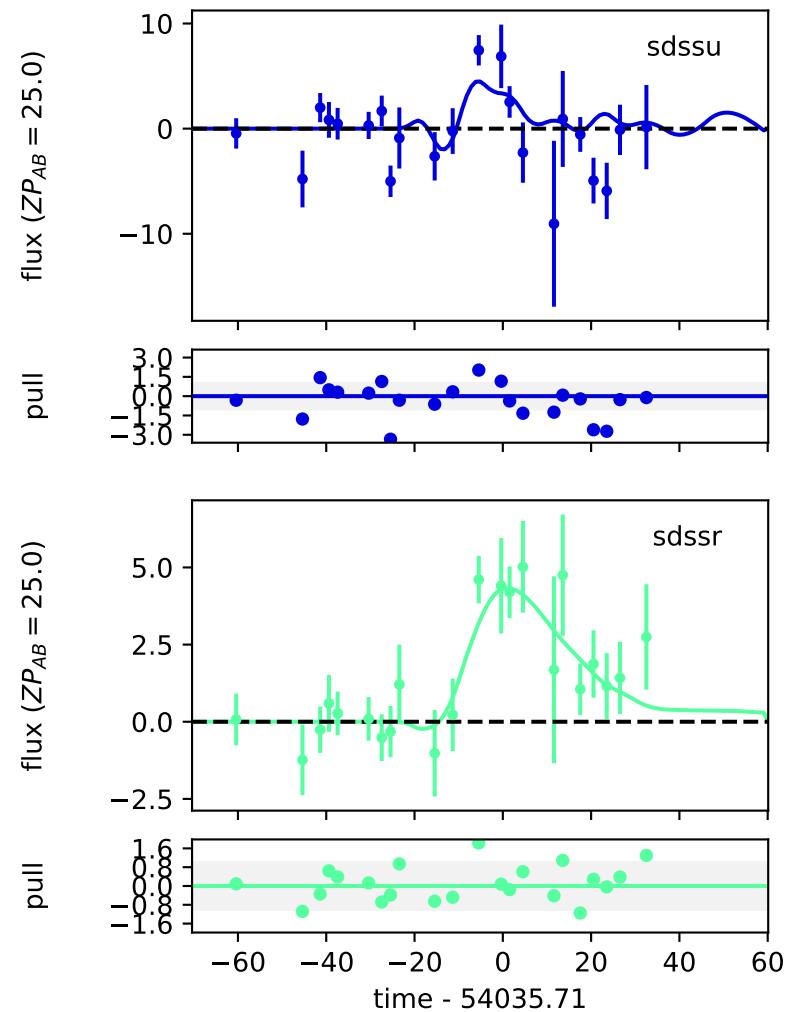 10
sdssu
0
−10
flux (ZP_AB = 25.0)
3.0
1.5
0.0
−1.5
−3.0
pull
sdssr
5.0
2.5
0.0
−2.5
flux (ZP_AB = 25.0)
1.6
0.8
0.0
−0.8
−1.6
pull
−60 −40 −20 0 20 40 60
time - 54035.71